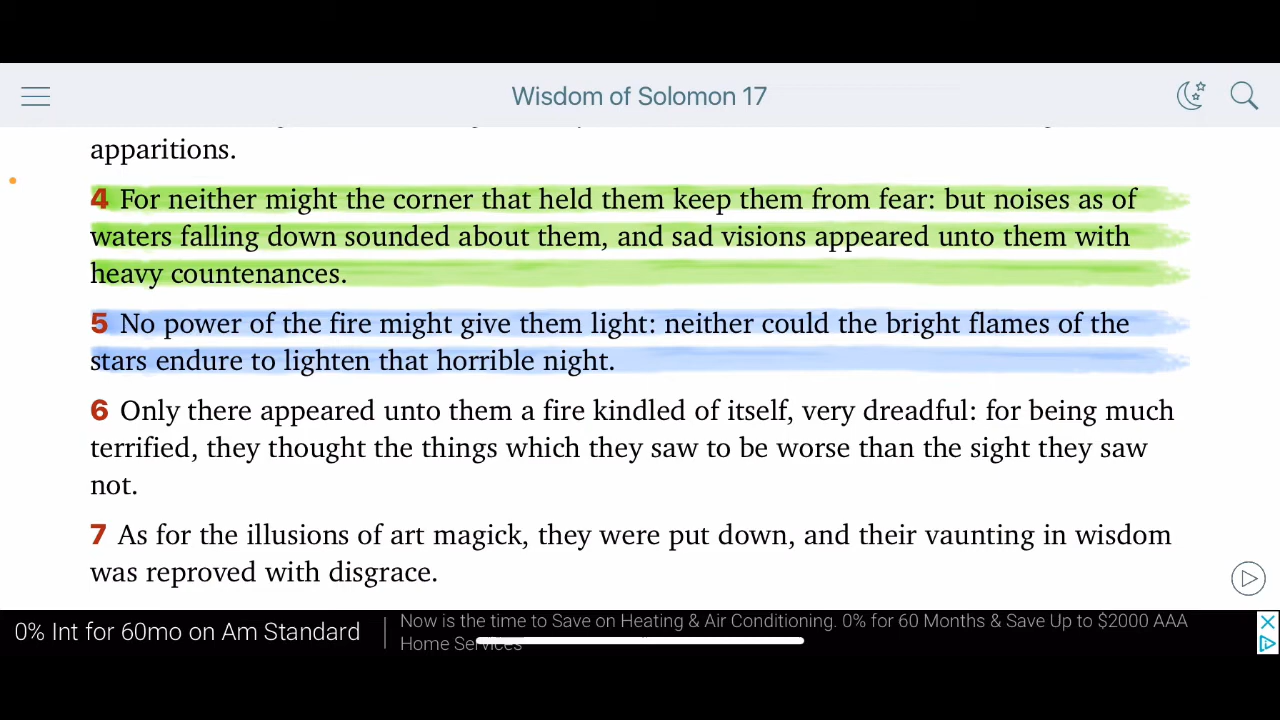 Wisdom of Solomon 17
apparitions.
4 For neither might the corner that held them keep them from fear: but noises as of
waters falling down sounded about them, and sad visions appeared unto them with
heavy countenances.
5 No power of the fire might give them light: neither could the bright flames of the
stars endure to lighten that horrible night.
6 Only there appeared unto them a fire kindled of itself, very dreadful: for being much
terrified, they thought the things which they saw to be worse than the sight they saw
not.
7 As for the illusions of art magick, they were put down, and their vaunting in wisdom
was reproved with disgrace.
0% Int for 60mo on Am Standard
Now is the time to Save on Heating & Air Conditioning. 0% for 60 Months & Save Up to $2000 AAA
Home Services